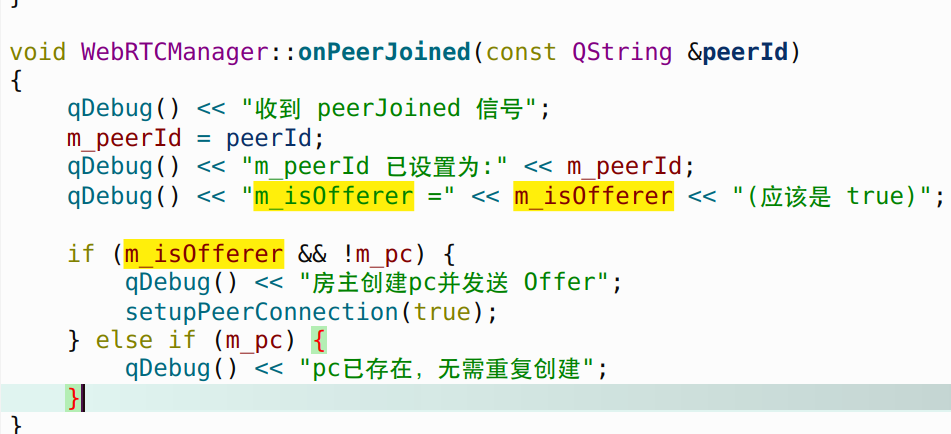 }
void WebRTCManager::onPeerJoined(const QString &peerId)
{
    qDebug() << "收到 peerJoined 信号";
    m_peerId = peerId;
    qDebug() << "m_peerId 已设置为:" << m_peerId;
    qDebug() << "m_isOfferer =" << m_isOfferer << "(应该是 true)";
    if (m_isOfferer && !m_pc) {
        qDebug() << "房主创建pc并发送 Offer";
        setupPeerConnection(true);
    } else if (m_pc) {
        qDebug() << "pc已存在，无需重复创建";
    }
}